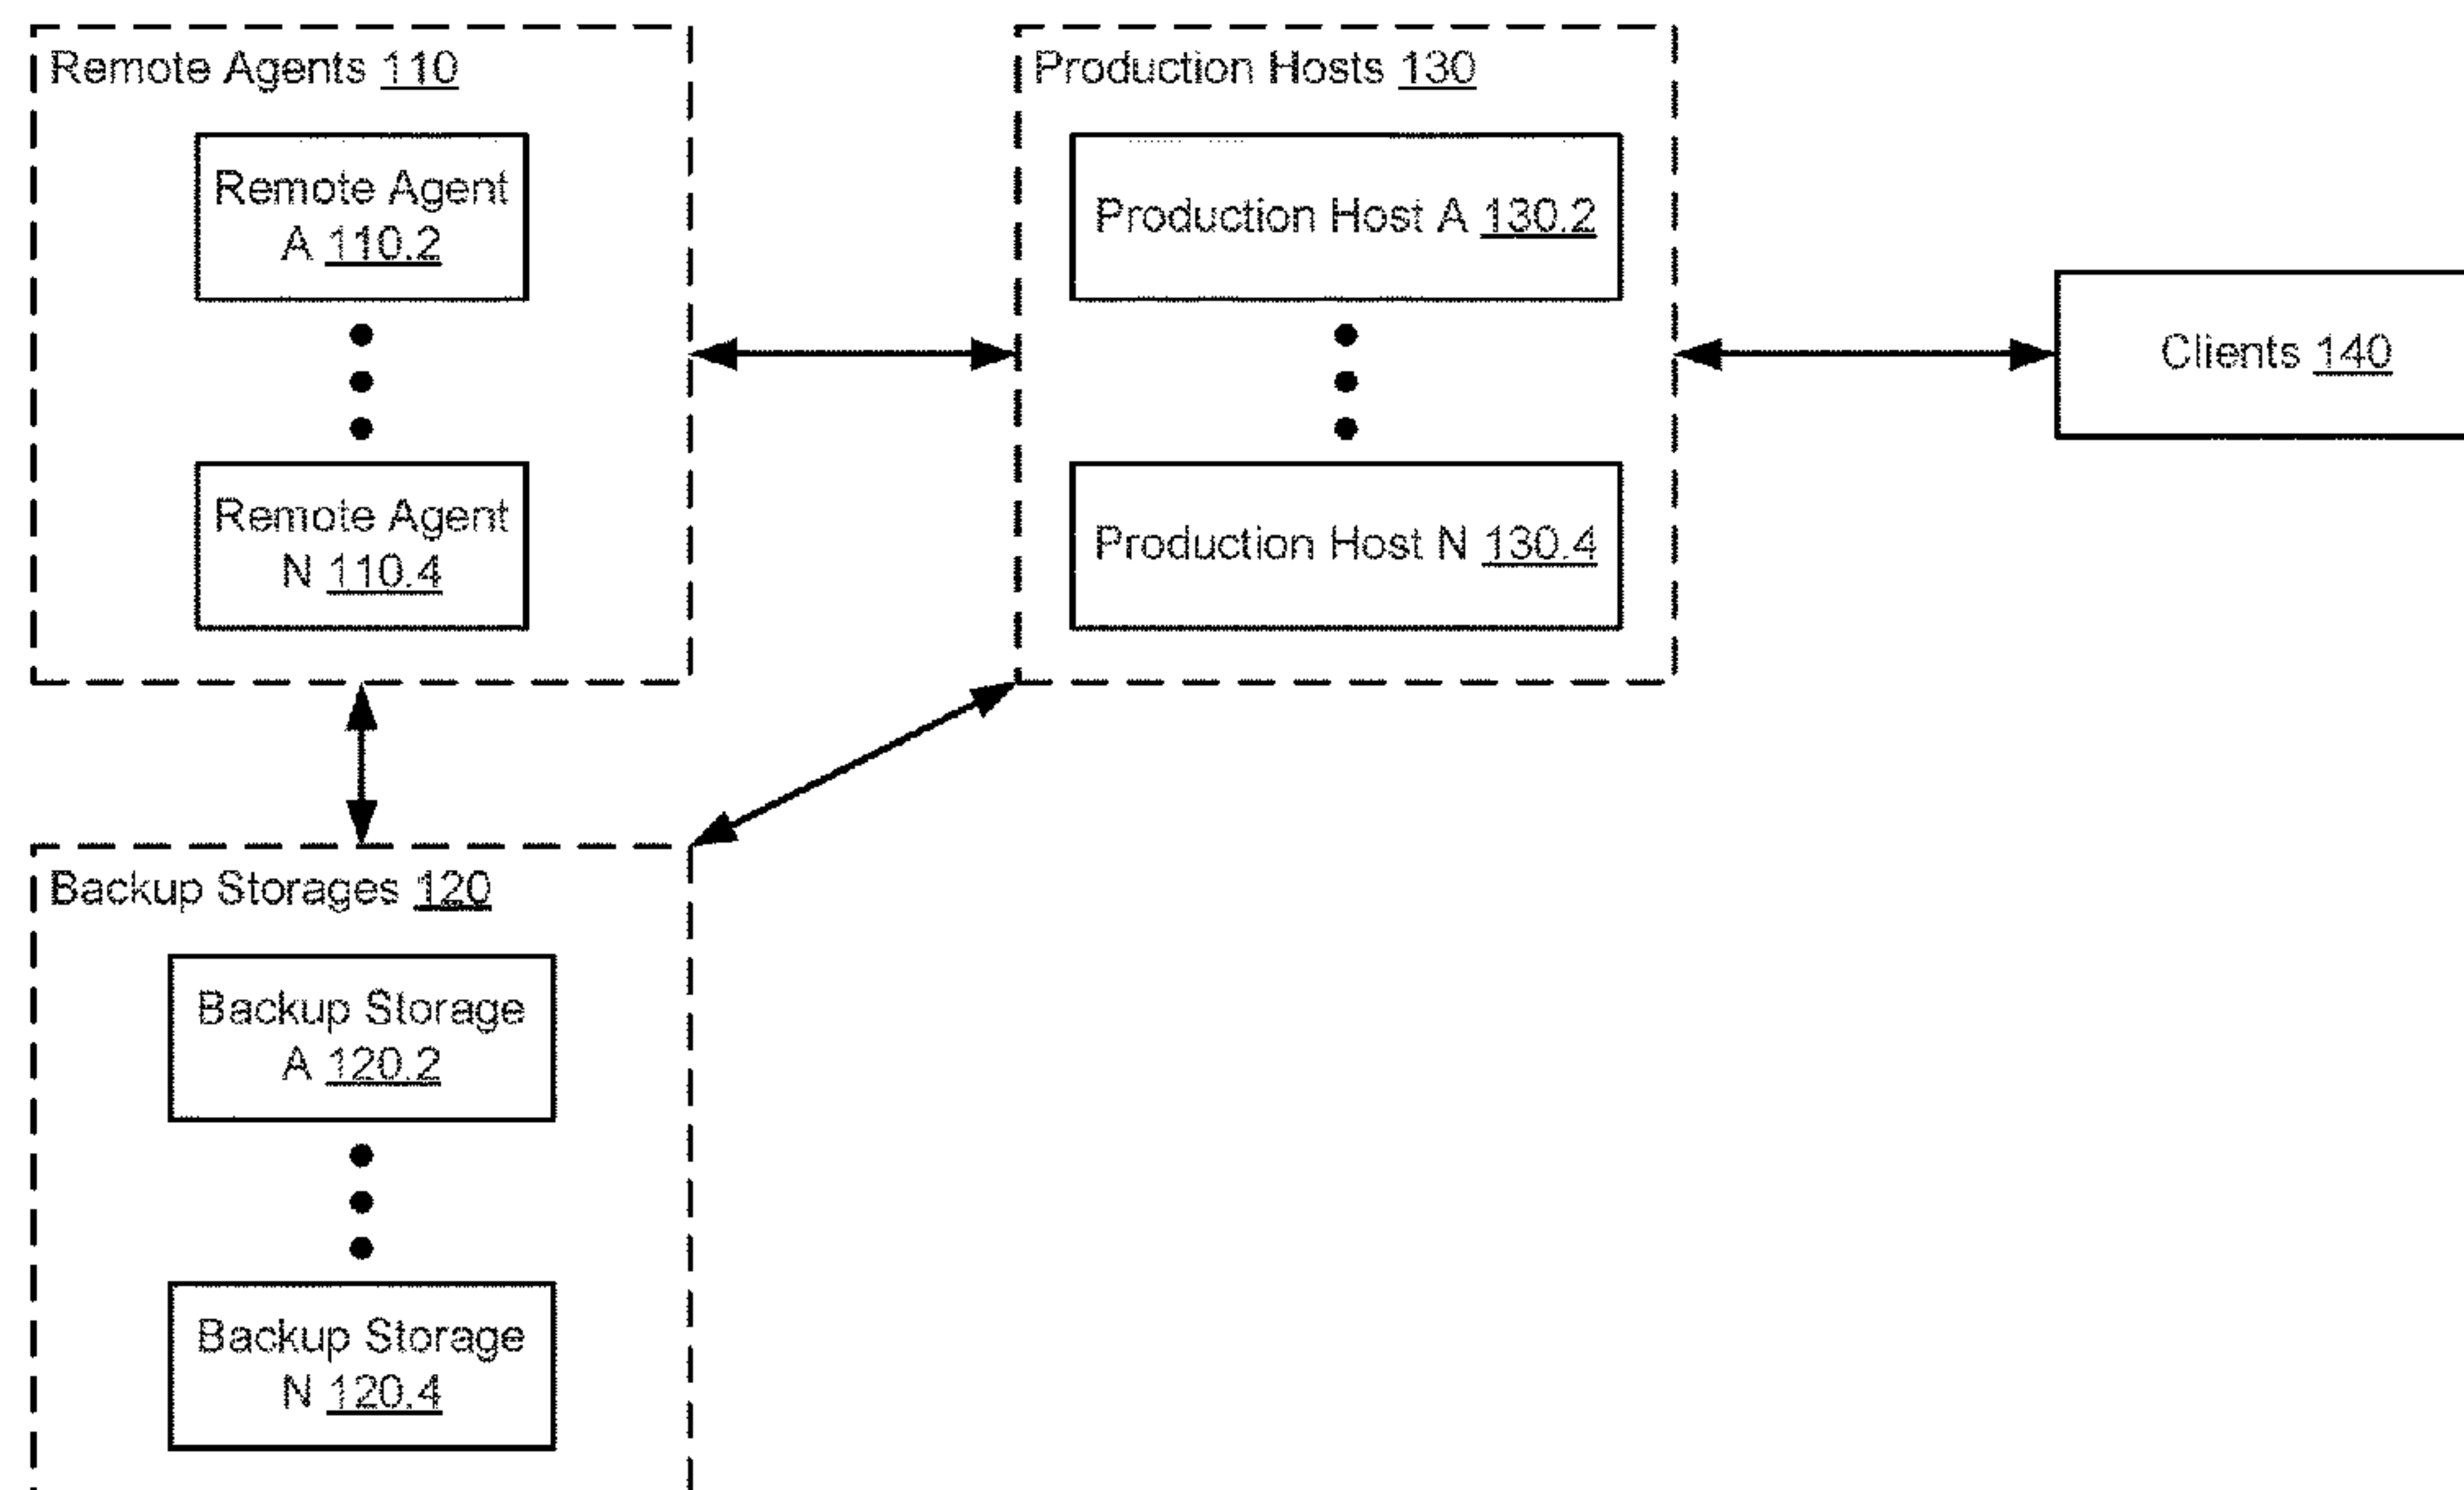 Remote Agents 110
Remote Agent
A 110.2
Remote Agent
N 110.4
Production Hosts 130
Production Host A 130.2
Production Host N 130.4
Clients 140
Backup Storages 120
Backup Storage
A 120.2
Backup Storage
N 120.4